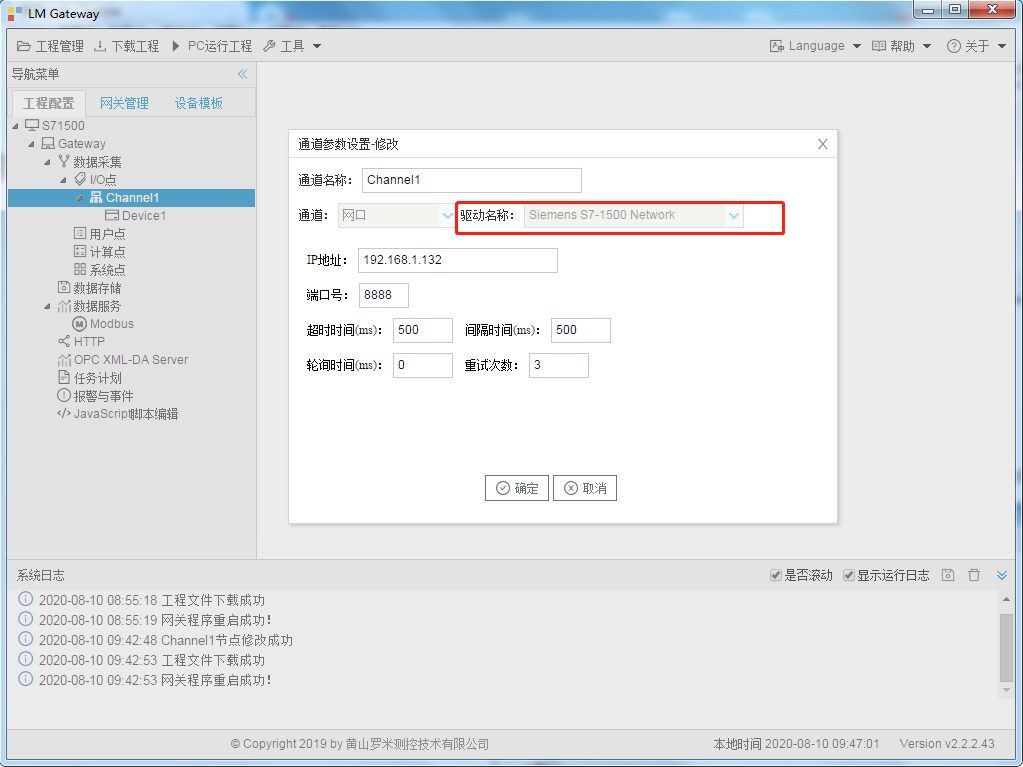 LM Gateway
工程管理 下载工程 PC运行工程 工具 Language 帮助 关于
导航菜单
工程配置 网关管理 设备模板
S71500
Gateway
数据采集
I/O点
Channel1
Device1
用户点
计算点
系统点
数据存储
数据服务
Modbus
HTTP
OPC XML-DA Server
任务计划
报警与事件
JavaScript脚本编辑
通道参数设置-修改
通道名称： Channel1
通道： 网口 驱动名称： Siemens S7-1500 Network
IP地址： 192.168.1.132
端口号： 8888
超时时间(ms)： 500 间隔时间(ms)： 500
轮询时间(ms)： 0 重试次数： 3
确定 取消
系统日志 是否滚动 显示运行日志
2020-08-10 08:55:18 工程文件下载成功
2020-08-10 08:55:19 网关程序重启成功！
2020-08-10 09:42:48 Channel1节点修改成功
2020-08-10 09:42:53 工程文件下载成功
2020-08-10 09:42:53 网关程序重启成功！
© Copyright 2019 by 黄山罗米测控技术有限公司 本地时间 2020-08-10 09:47:01 Version v2.2.2.43